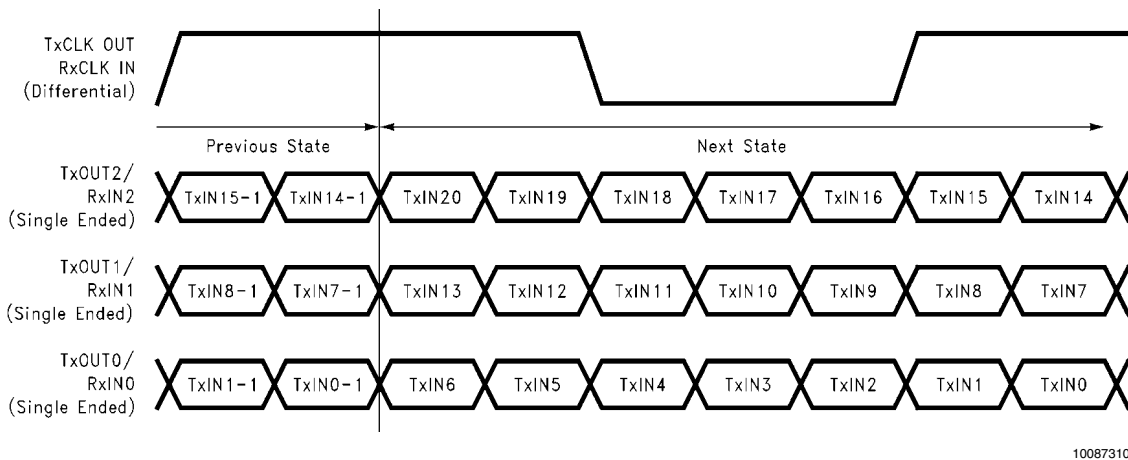 TxCLK OUT
RxCLK IN
(Differential)
Previous State
Next State
TxOUT2/
RxIN2
(Single Ended)
TxIN15-1 TxIN14-1 TxIN20 TxIN19 TxIN18 TxIN17 TxIN16 TxIN15 TxIN14
TxOUT1/
RxIN1
(Single Ended)
TxIN8-1 TxIN7-1 TxIN13 TxIN12 TxIN11 TxIN10 TxIN9 TxIN8 TxIN7
TxOUT0/
RxIN0
(Single Ended)
TxIN1-1 TxIN0-1 TxIN6 TxIN5 TxIN4 TxIN3 TxIN2 TxIN1 TxIN0
10087310